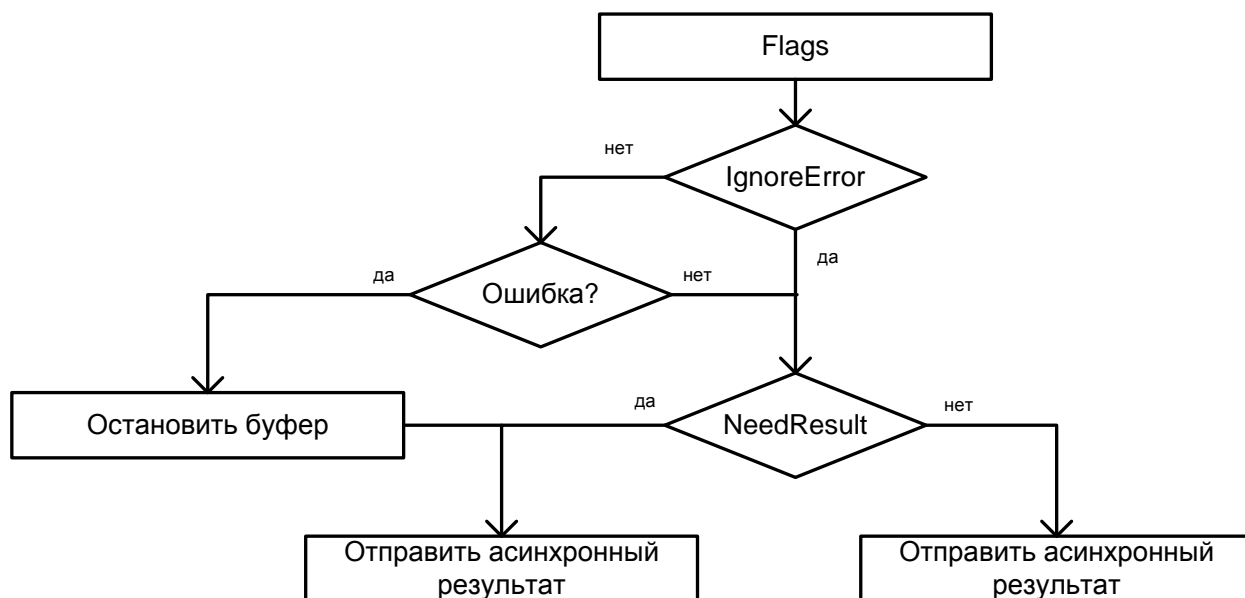 Flags
нет
IgnoreError
да
да
Ошибка?
нет
Остановить буфер
да
NeedResult
нет
Отправить асинхронный
результат
Отправить асинхронный
результат